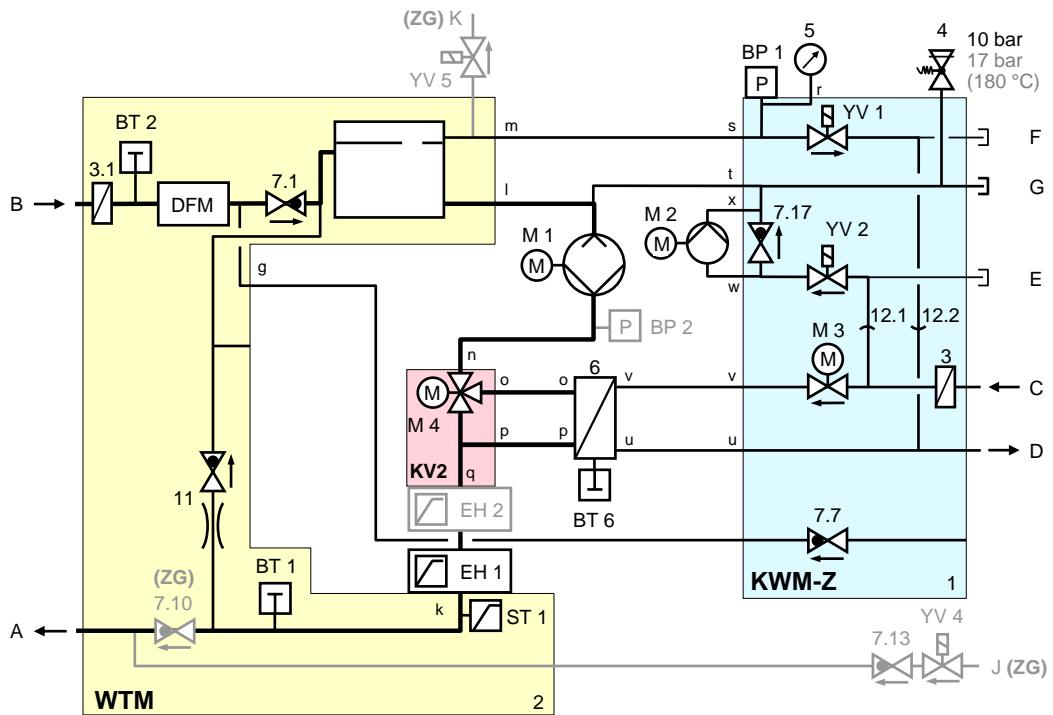 (ZG) K
YV 5
5
4
10 bar
17 bar
(180 °C)
BP 1
P
r
YV 1
BT 2
m
s
F
3.1
7.1
B
DFM
l
t
G
x
M 2
7.17
M 1
M
M
YV 2
g
w
E
P
BP 2
12.1
12.2
n
M 3
M
3
6
M
o
o
v
v
C
M 4
p
p
u
u
D
KV2
q
11
EH 2
BT 6
7.7
BT 1
EH 1
(ZG)
7.10
k
ST 1
KWM-Z
1
A
YV 4
7.13
J (ZG)
WTM
2